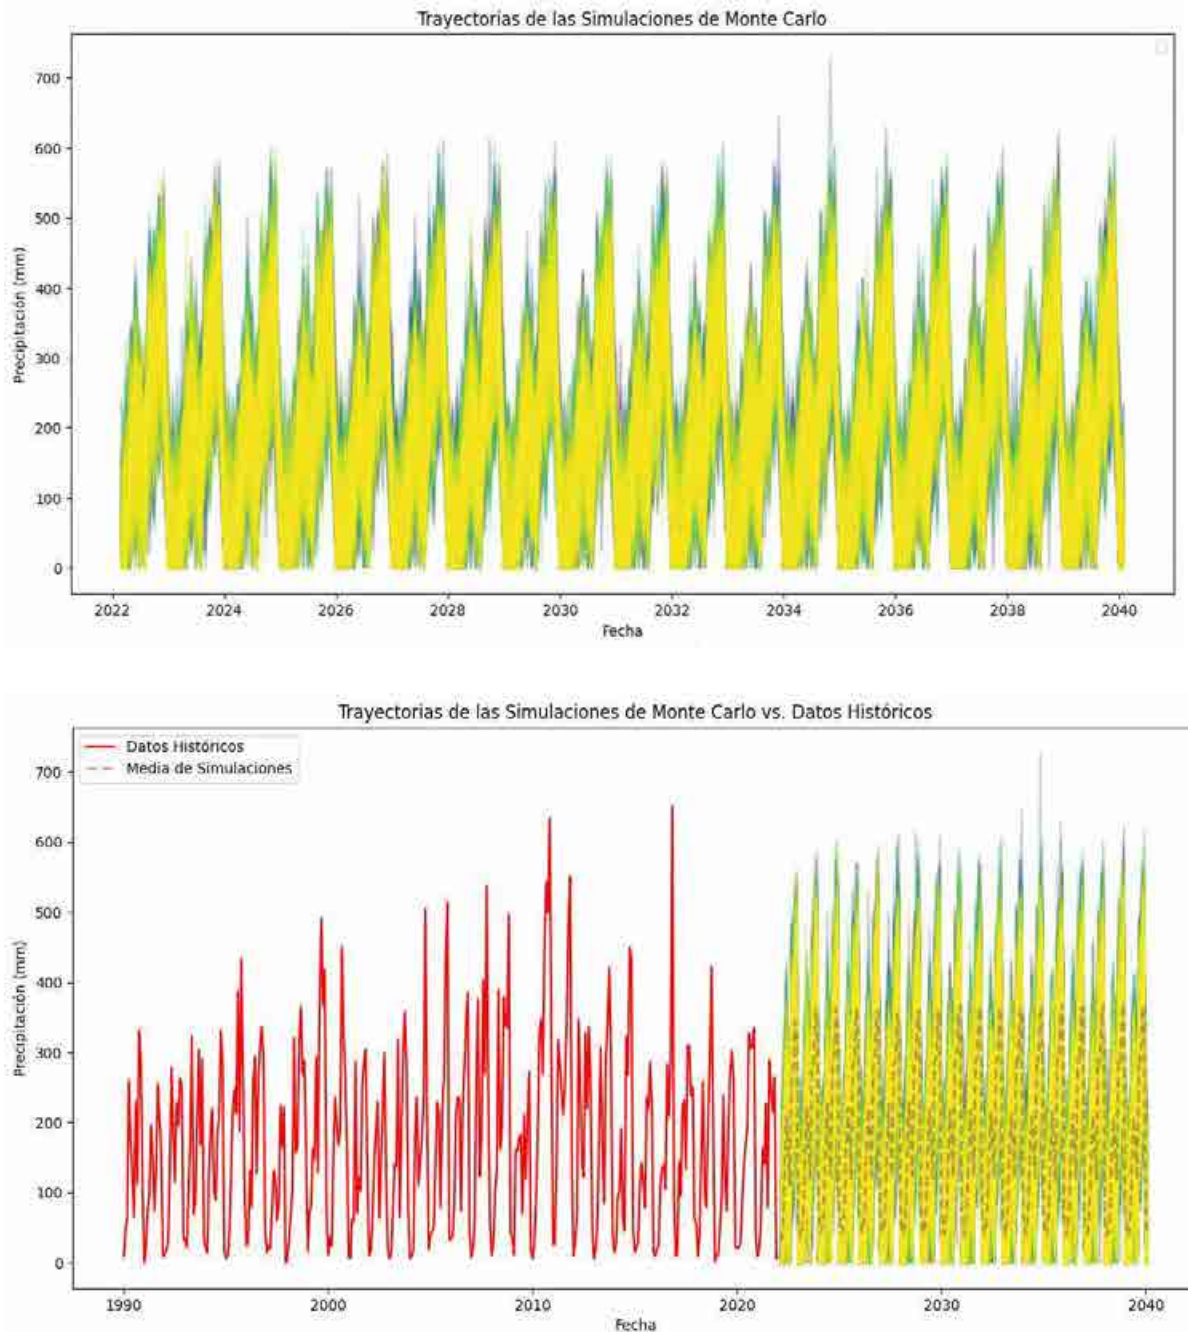 Trayectorias de las Simulaciones de Monte Carlo
700
600
500
400
300
200
100
0
Precipitación (mm)
2022 2024 2026 2028 2030 2032 2034 2036 2038 2040
Fecha
Trayectorias de las Simulaciones de Monte Carlo vs. Datos Históricos
Datos Históricos
Media de Simulaciones
700
600
500
400
300
200
100
0
Precipitación (mm)
1990 2000 2010 2020 2030 2040
Fecha